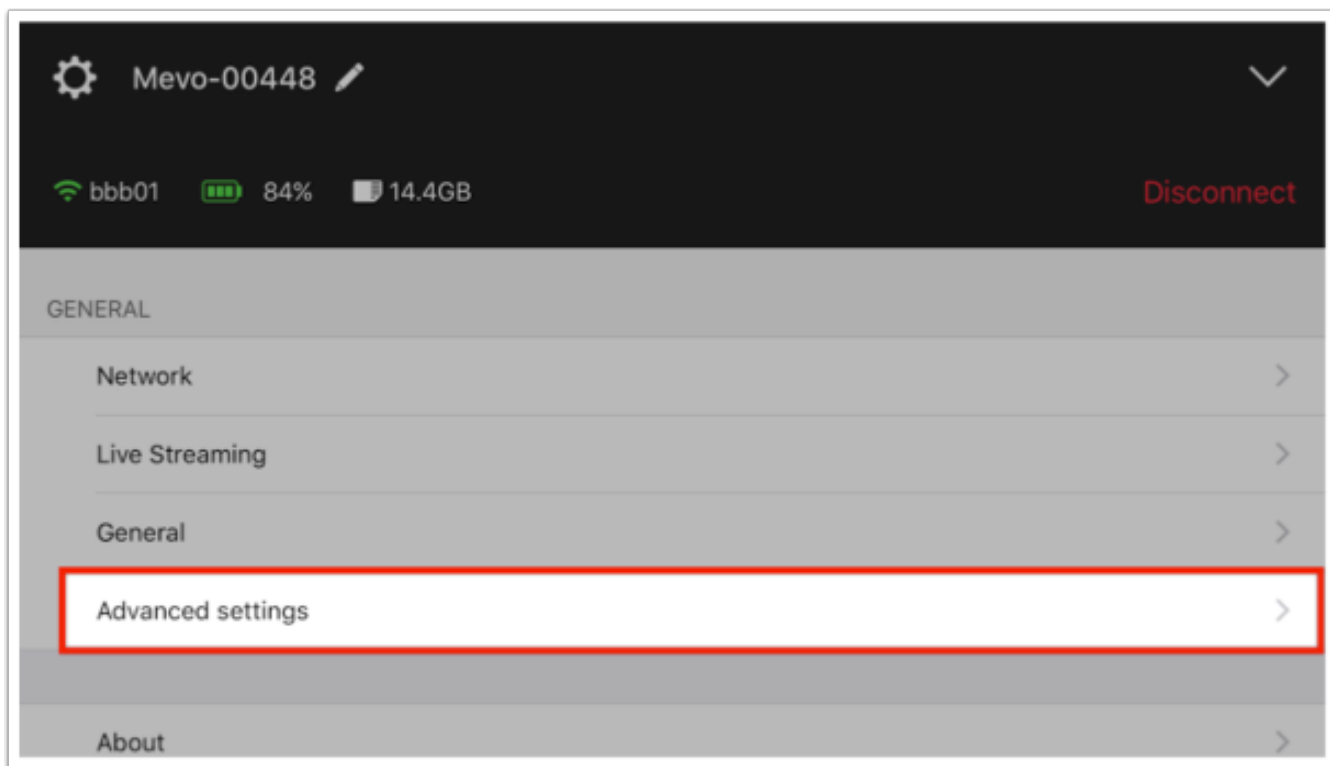 Mevo-00448
bbb01 84% 14.4GB Disconnect
GENERAL
Network
Live Streaming
General
Advanced settings
About